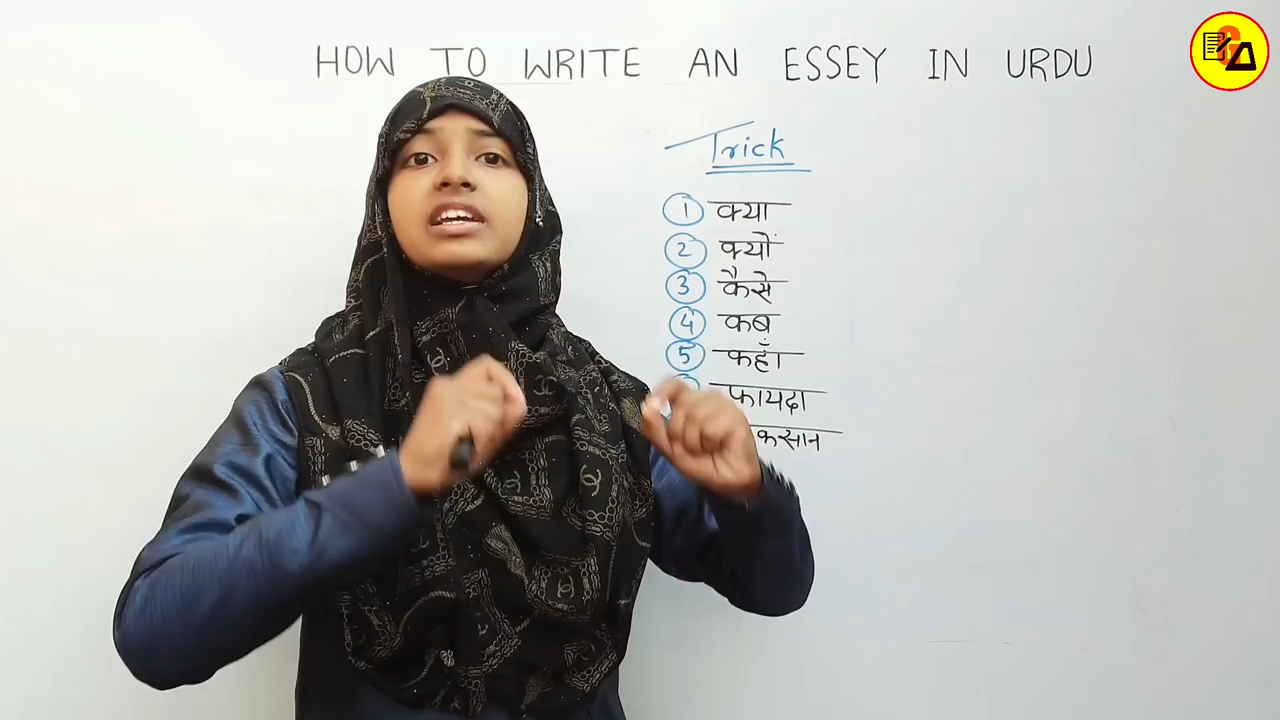 HOW TO WRITE AN ESSEY IN URDU
Trick
1 क्या
2 क्यों
3 कैसे
4 कब
5 कहाँ
फायदा